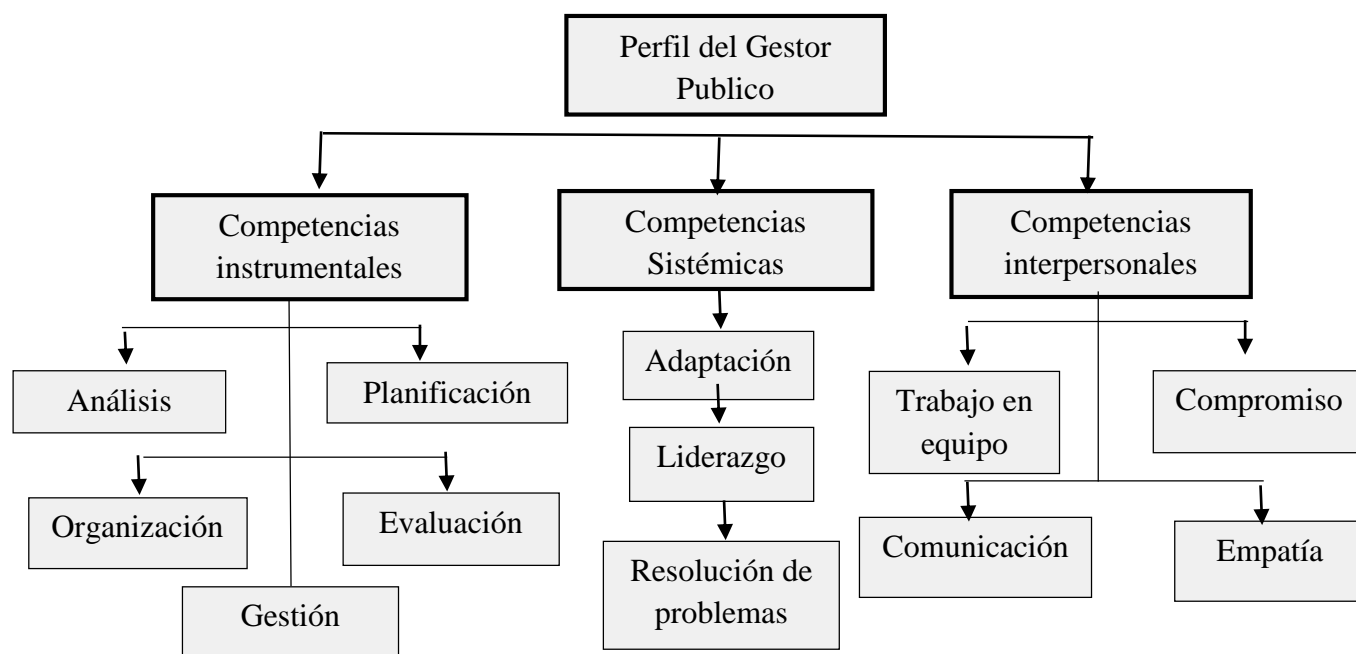 Perfil del Gestor
Publico
Competencias
instrumentales
Competencias
Sistémicas
Competencias
interpersonales
Análisis
Planificación
Organización
Evaluación
Gestión
Adaptación
Liderazgo
Resolución de
problemas
Trabajo en
equipo
Compromiso
Comunicación
Empatía